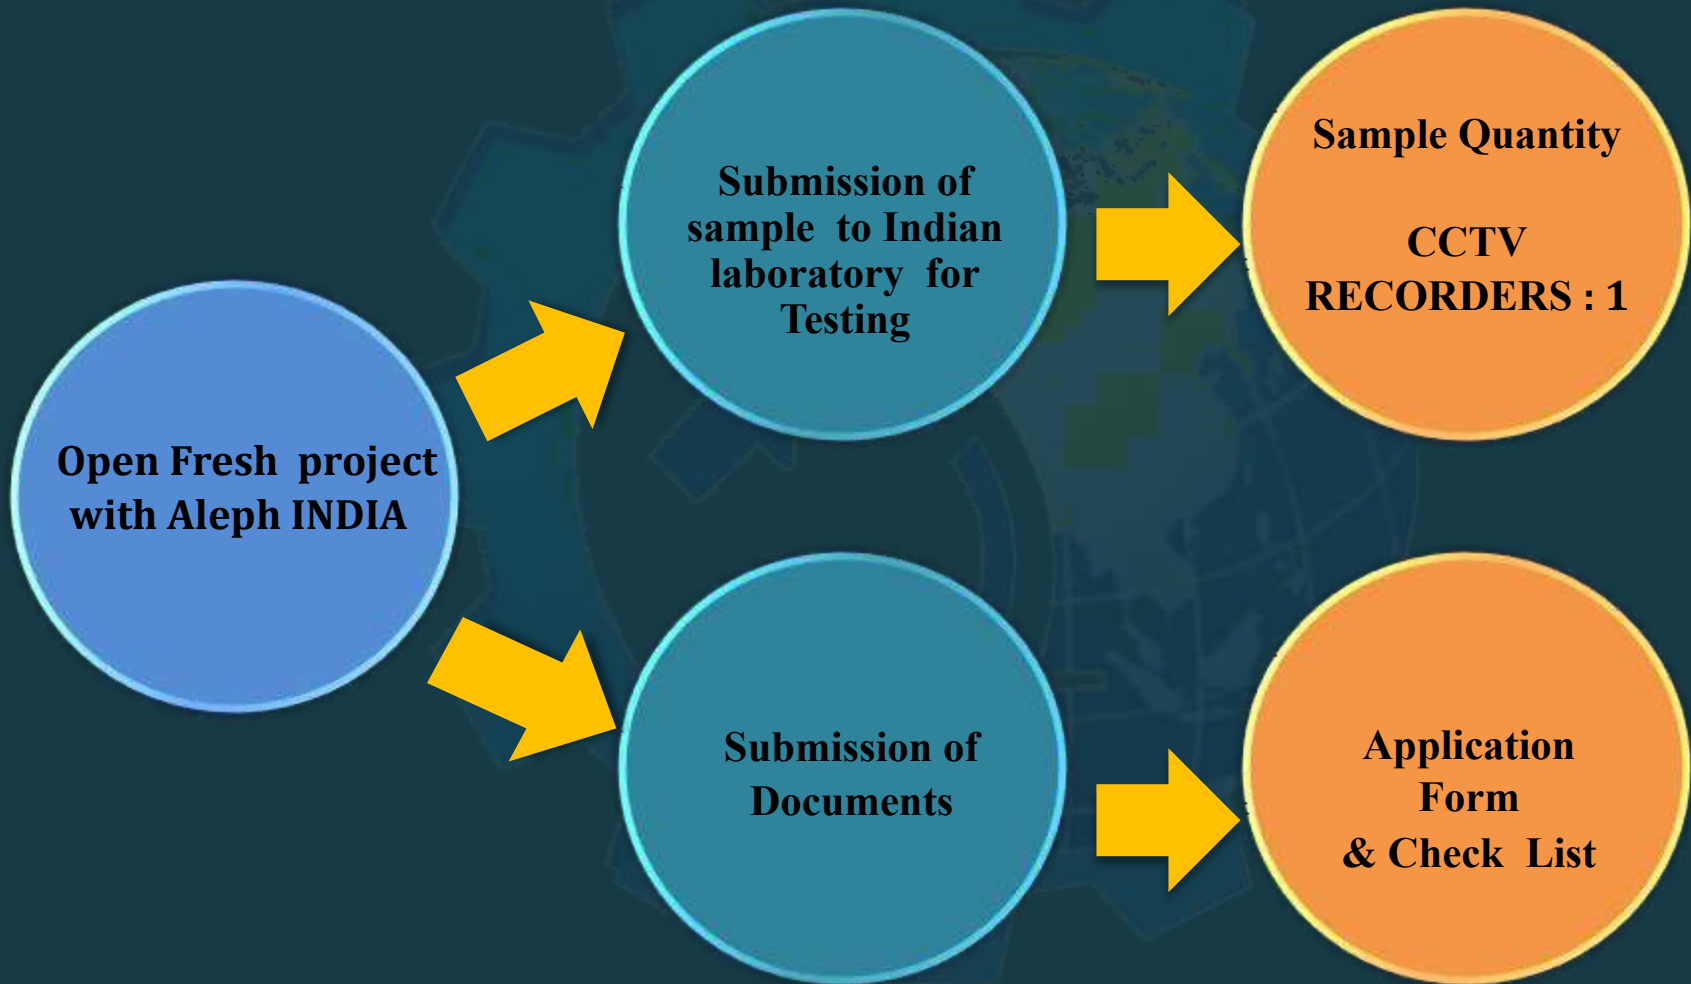 Open Fresh project
with Aleph INDIA
Submission of
sample to Indian
laboratory for
Testing
Sample Quantity
CCTV
RECORDERS : 1
Submission of
Documents
Application
Form
& Check List